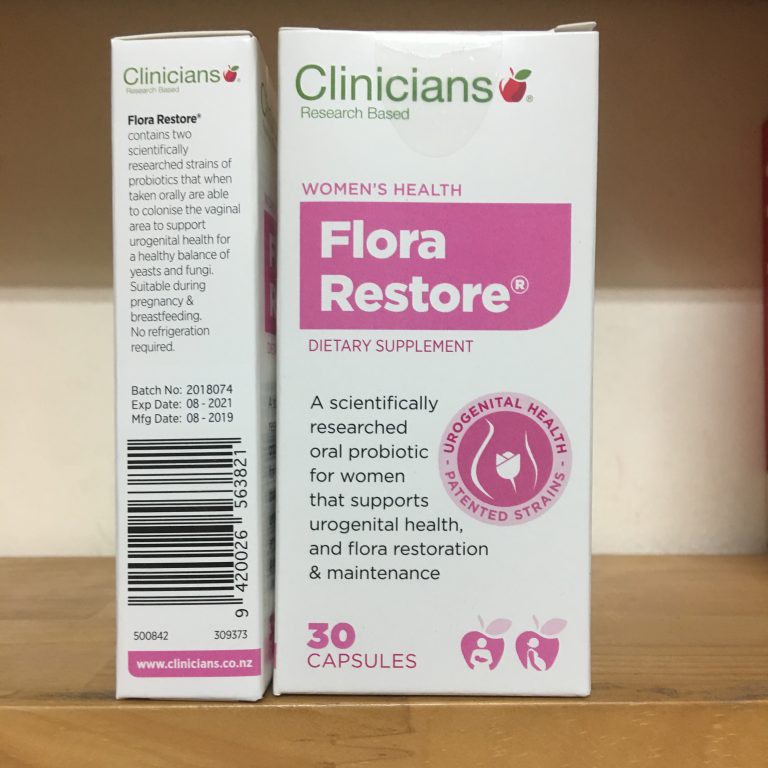 Clinicians
Research Based
Flora Restore®
contains two
scientifically
researched strains of
probiotics that when
taken orally are able
to colonise the vaginal
area to support
urogenital health for
a healthy balance of
yeasts and fungi.
Suitable during
pregnancy &
breastfeeding.
No refrigeration
required.
Batch No: 2018074
Exp Date: 08 - 2021
Mfg Date: 08 - 2019
9 420026 563821
500842 309373
www.clinicians.co.nz
Clinicians®
Research Based
WOMEN'S HEALTH
Flora
Restore®
DIETARY SUPPLEMENT
A scientifically
researched
oral probiotic
for women
that supports
urogenital health,
and flora restoration
& maintenance
- UROGENITAL HEALTH -
PATENTED STRAINS
30
CAPSULES